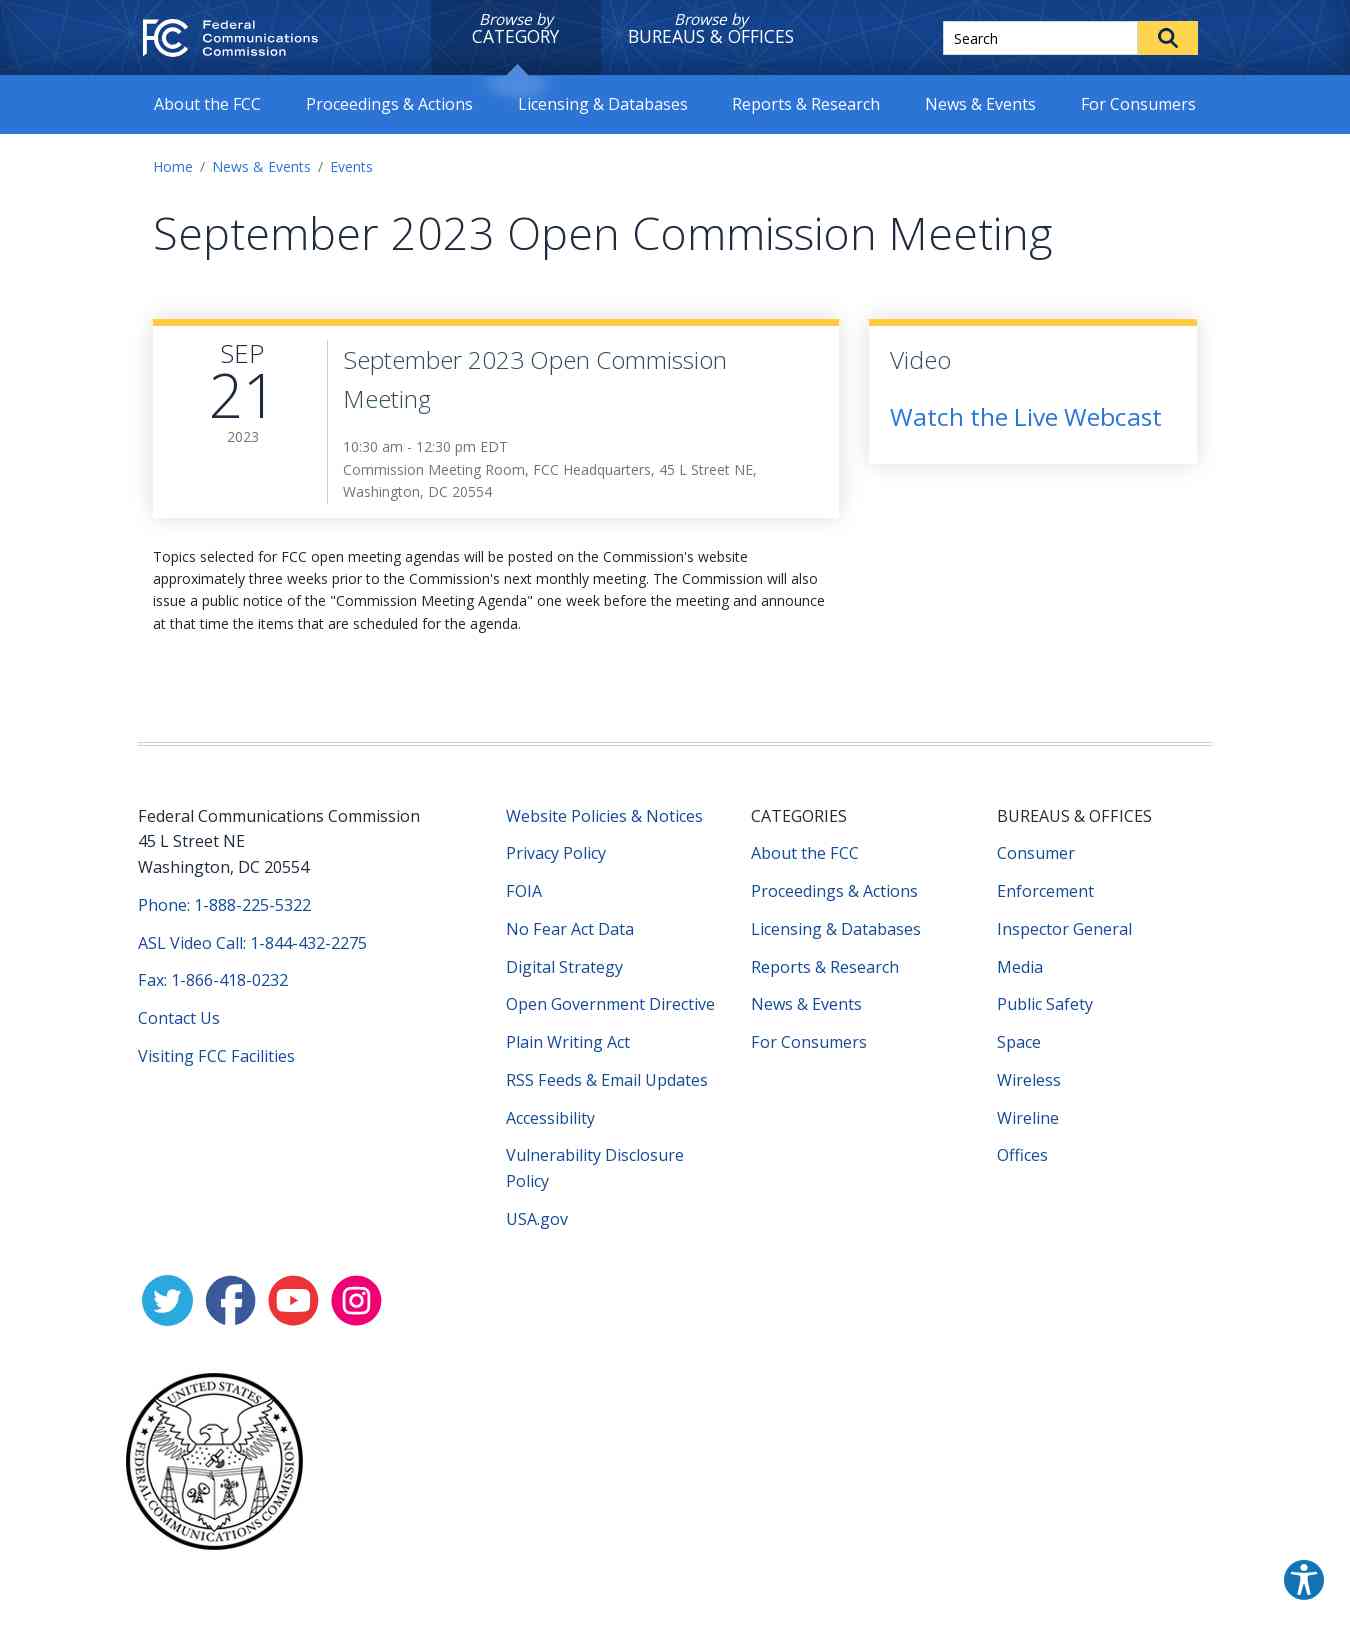 Federal
Communications
Commission
Browse by
CATEGORY
Browse by
BUREAUS & OFFICES
Search
About the FCC
Proceedings & Actions
Licensing & Databases
Reports & Research
News & Events
For Consumers
Home / News & Events / Events
September 2023 Open Commission Meeting
SEP
21
2023
September 2023 Open Commission
Meeting
10:30 am - 12:30 pm EDT
Commission Meeting Room, FCC Headquarters, 45 L Street NE,
Washington, DC 20554
Video
Watch the Live Webcast
Topics selected for FCC open meeting agendas will be posted on the Commission's website
approximately three weeks prior to the Commission's next monthly meeting. The Commission will also
issue a public notice of the "Commission Meeting Agenda" one week before the meeting and announce
at that time the items that are scheduled for the agenda.
Federal Communications Commission
45 L Street NE
Washington, DC 20554
Phone: 1-888-225-5322
ASL Video Call: 1-844-432-2275
Fax: 1-866-418-0232
Contact Us
Visiting FCC Facilities
Website Policies & Notices
Privacy Policy
FOIA
No Fear Act Data
Digital Strategy
Open Government Directive
Plain Writing Act
RSS Feeds & Email Updates
Accessibility
Vulnerability Disclosure
Policy
USA.gov
CATEGORIES
About the FCC
Proceedings & Actions
Licensing & Databases
Reports & Research
News & Events
For Consumers
BUREAUS & OFFICES
Consumer
Enforcement
Inspector General
Media
Public Safety
Space
Wireless
Wireline
Offices
UNITED STATES
FEDERAL COMMUNICATIONS COMMISSION